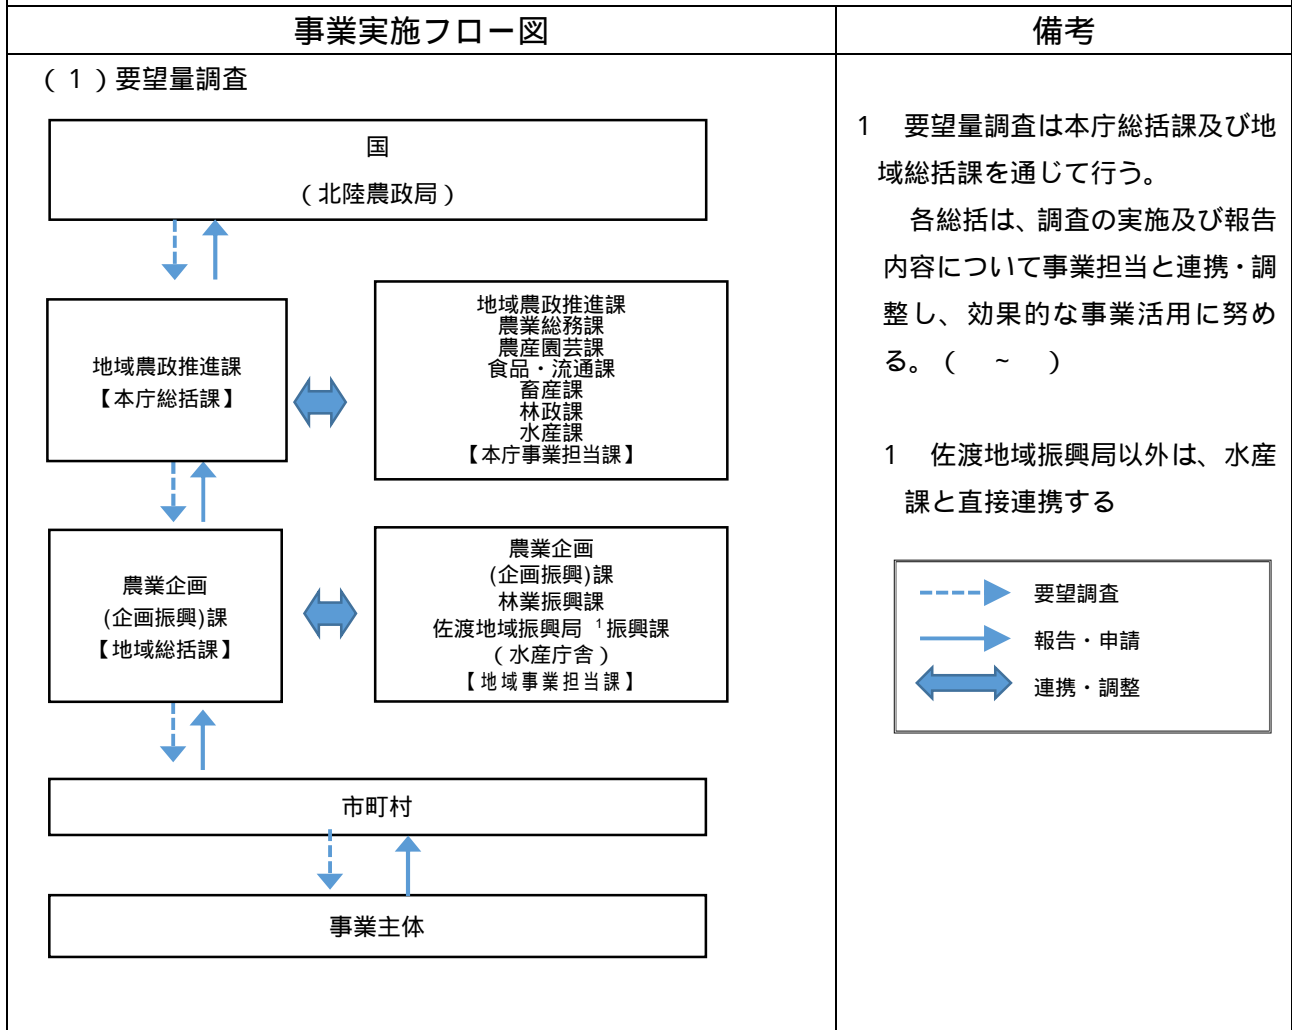 事業実施フロー図
備考
(1)要望量調査
国
(北陸農政局)
地域農政推進課
【本庁総括課】
地域農政推進課
農業総務課
農産園芸課
食品・流通課
畜産課
林政課
水産課
【本庁事業担当課】
農業企画
(企画振興)課
【地域総括課】
農業企画
(企画振興)課
林業振興課
佐渡地域振興局 1振興課
(水産庁舎)
【地域事業担当課】
市町村
事業主体
1 要望量調査は本庁総括課及び地
域総括課を通じて行う。
各総括は、調査の実施及び報告
内容について事業担当と連携・調
整し、効果的な事業活用に努め
る。( ~ )
1 佐渡地域振興局以外は、水産
課と直接連携する
要望調査
報告・申請
連携・調整